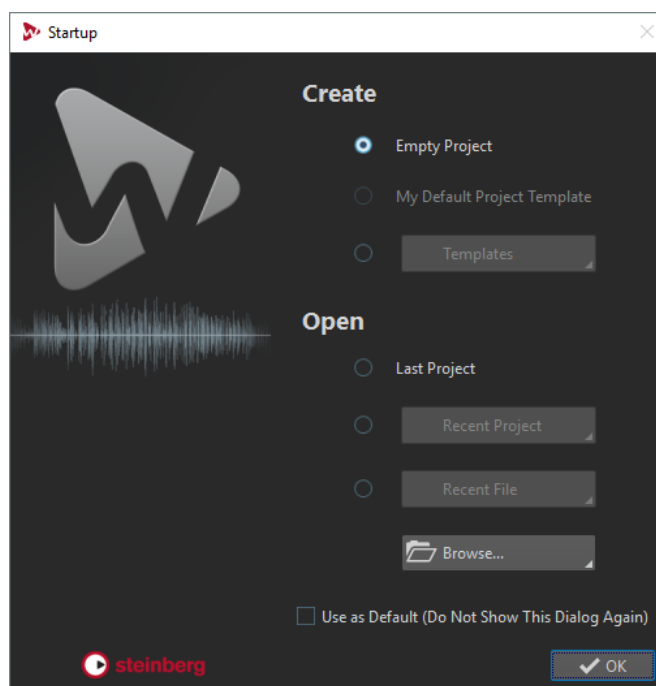 Startup
Create
Empty Project
My Default Project Template
Templates
Open
Last Project
Recent Project
Recent File
Browse...
Use as Default (Do Not Show This Dialog Again)
steinberg
OK